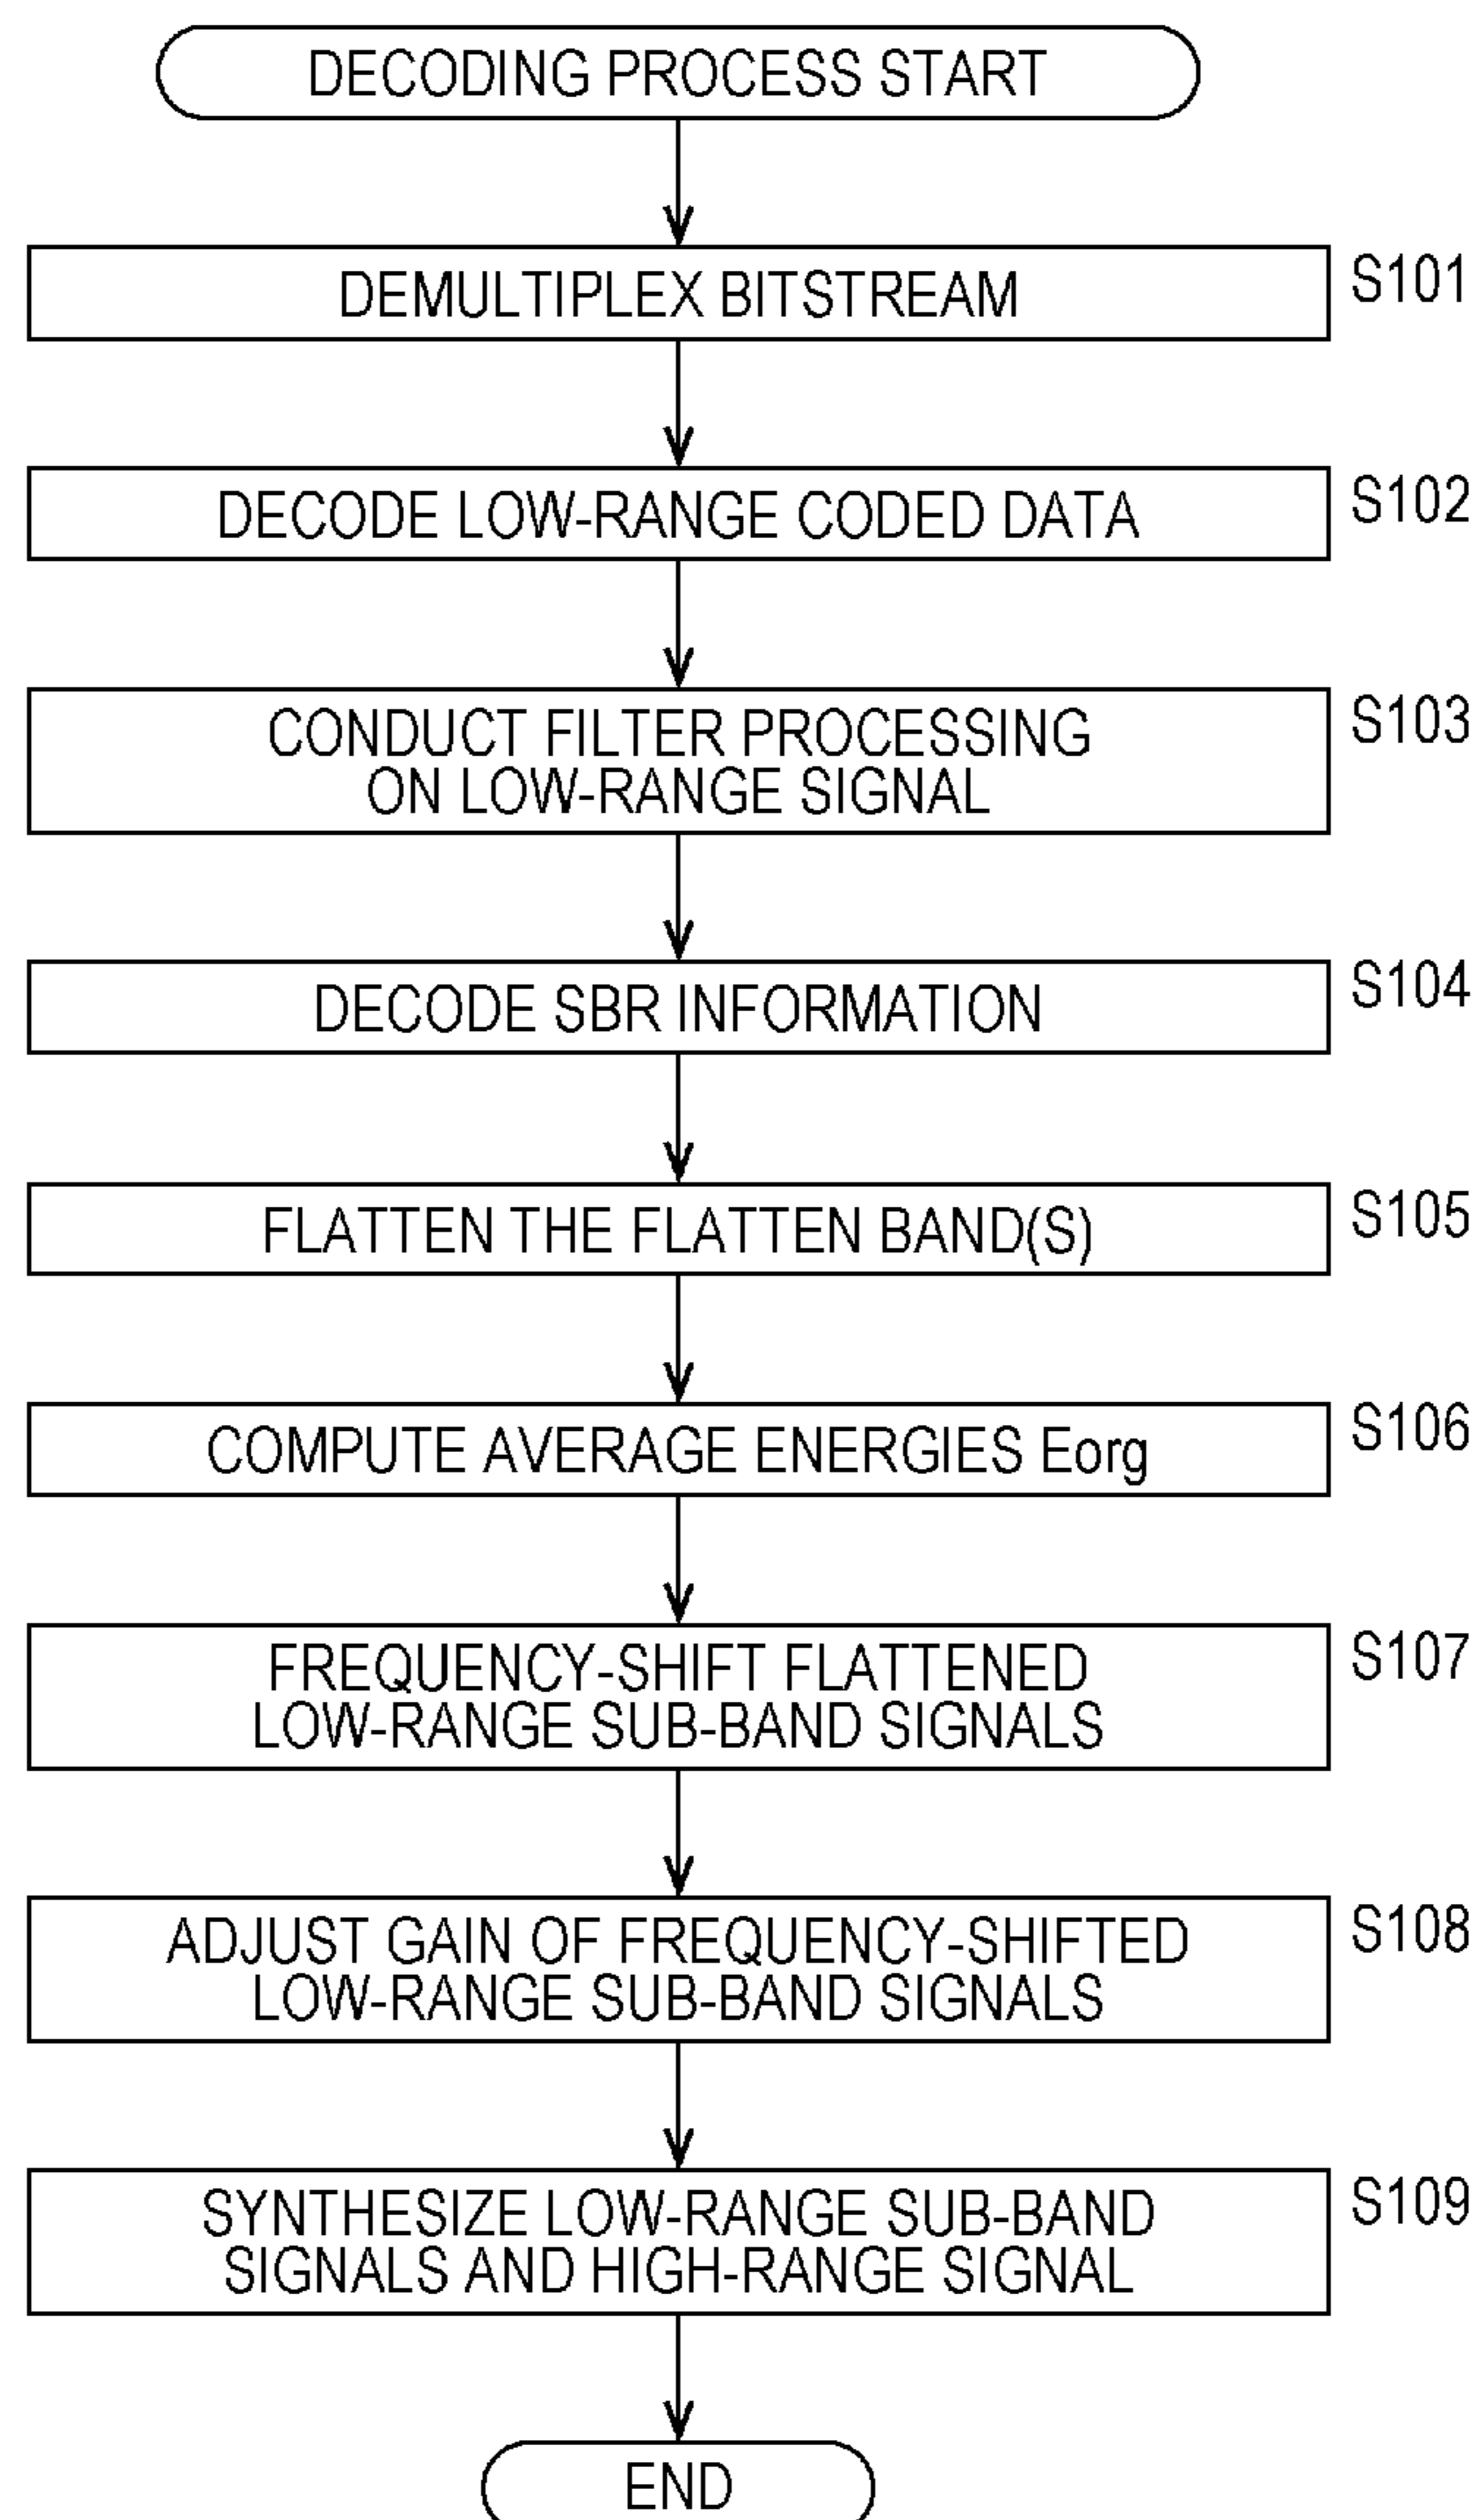 DECODING PROCESS START
DEMULTIPLEX BITSTREAM
S101
DECODE LOW-RANGE CODED DATA
S102
CONDUCT FILTER PROCESSING
ON LOW-RANGE SIGNAL
S103
DECODE SBR INFORMATION
S104
FLATTEN THE FLATTEN BAND(S)
S105
COMPUTE AVERAGE ENERGIES Eorg
S106
FREQUENCY-SHIFT FLATTENED
LOW-RANGE SUB-BAND SIGNALS
S107
ADJUST GAIN OF FREQUENCY-SHIFTED
LOW-RANGE SUB-BAND SIGNALS
S108
SYNTHESIZE LOW-RANGE SUB-BAND
SIGNALS AND HIGH-RANGE SIGNAL
S109
END